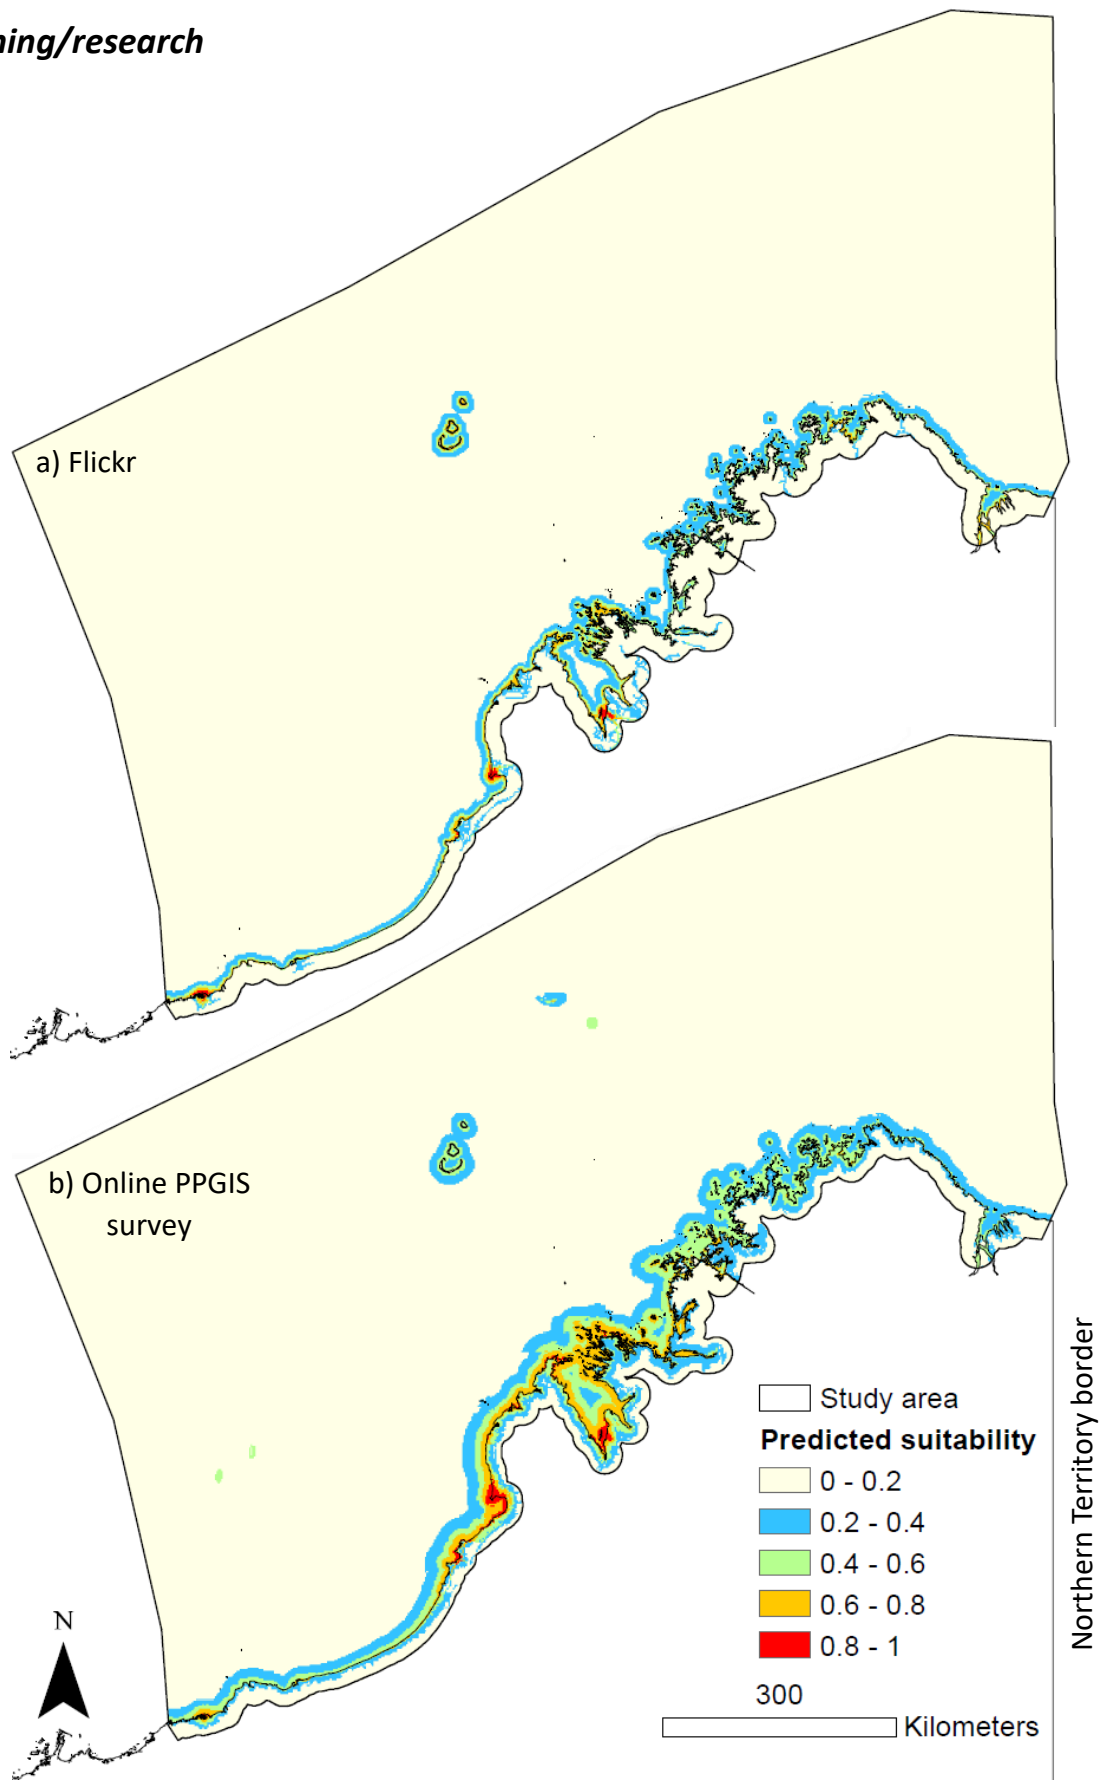 ning/research
a) Flickr
b) Online PPGIS
survey
Study area
Predicted suitability
0 - 0.2
0.2 - 0.4
0.4 - 0.6
0.6 - 0.8
0.8 - 1
300
Kilometers
N
Northern Territory border